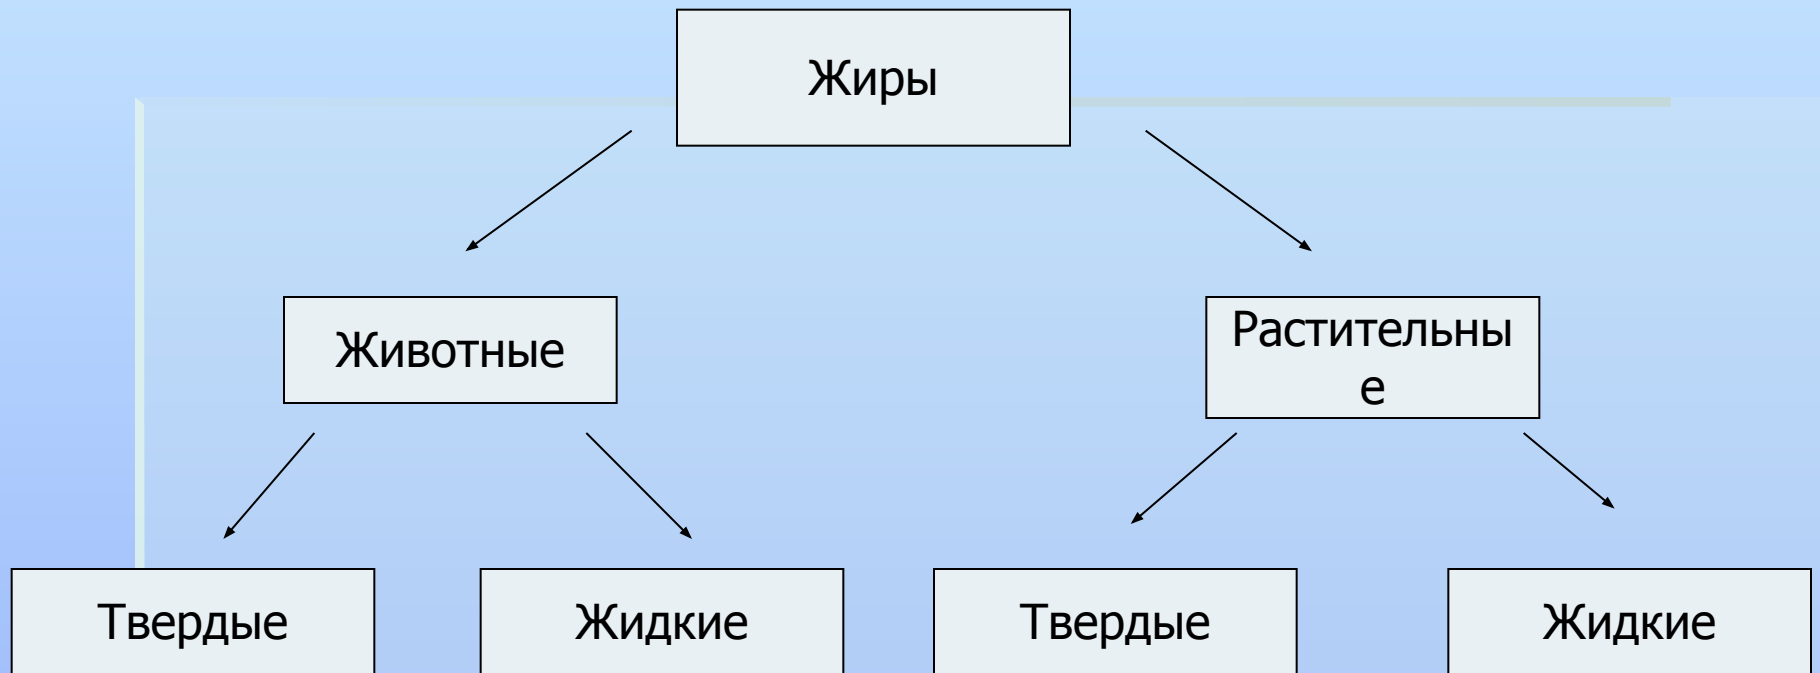 Жиры
Животные
Растительны
е
Твердые
Жидкие
Твердые
Жидкие